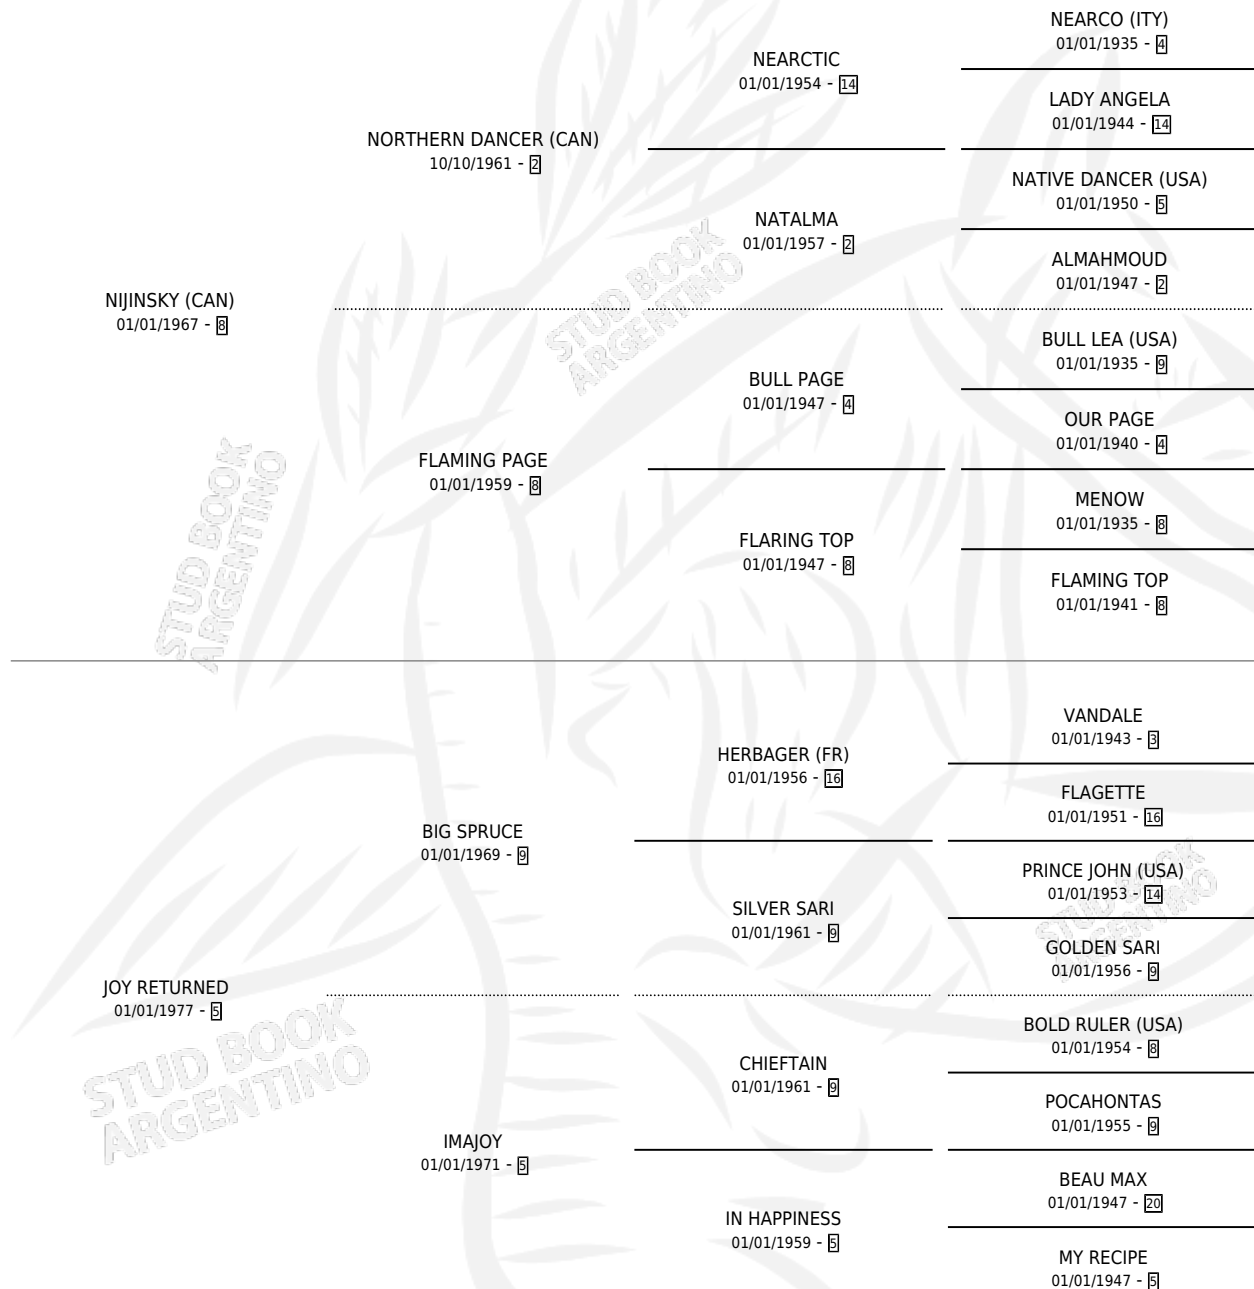 NEARCO (ITY)
01/01/1935 - 4
NEARCTIC
01/01/1954 - 14
LADY ANGELA
01/01/1944 - 14
NORTHERN DANCER (CAN)
10/10/1961 - 2
NATIVE DANCER (USA)
01/01/1950 - 5
NATALMA
01/01/1957 - 2
ALMAHMOUD
01/01/1947 - 2
NIJINSKY (CAN)
01/01/1967 - 8
STUD BOOK
ARGENTINO
BULL LEA (USA)
01/01/1935 - 9
BULL PAGE
01/01/1947 - 4
OUR PAGE
01/01/1940 - 4
FLAMING PAGE
01/01/1959 - 8
MENOW
01/01/1935 - 8
FLARING TOP
01/01/1947 - 8
FLAMING TOP
01/01/1941 - 8
STUD BOOK
ARGENTINO
VANDALE
01/01/1943 - 3
HERBAGER (FR)
01/01/1956 - 16
FLAGETTE
01/01/1951 - 16
BIG SPRUCE
01/01/1969 - 9
PRINCE JOHN (USA)
01/01/1953 - 14
SILVER SARI
01/01/1961 - 9
STUD BOOK
ARGENTINO
GOLDEN SARI
01/01/1956 - 9
JOY RETURNED
01/01/1977 - 5
BOLD RULER (USA)
01/01/1954 - 8
STUD BOOK
ARGENTINO
CHIEFTAIN
01/01/1961 - 9
POCAHONTAS
01/01/1955 - 9
IMAJOY
01/01/1971 - 5
BEAU MAX
01/01/1947 - 20
IN HAPPINESS
01/01/1959 - 5
MY RECIPE
01/01/1947 - 5